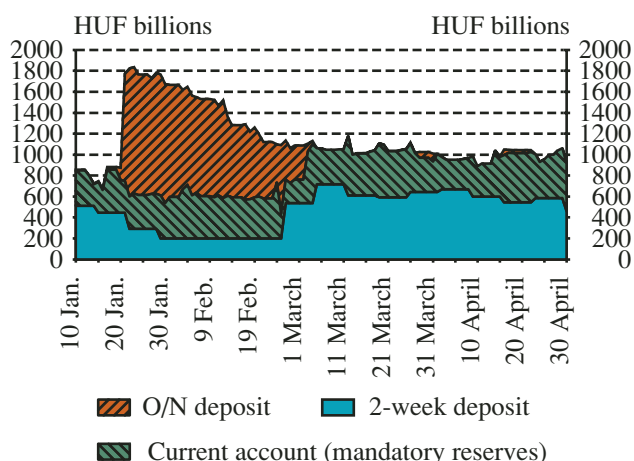 HUF billions HUF billions
2000 2000
1800 1800
1600 1600
1400 1400
1200 1200
1000 1000
800 800
600 600
400 400
200 200
0 0
10 Jan.
20 Jan.
30 Jan.
9 Feb.
19 Feb.
1 March
11 March
21 March
31 March
10 April
20 April
30 April
O/N deposit 2-week deposit
Current account (mandatory reserves)